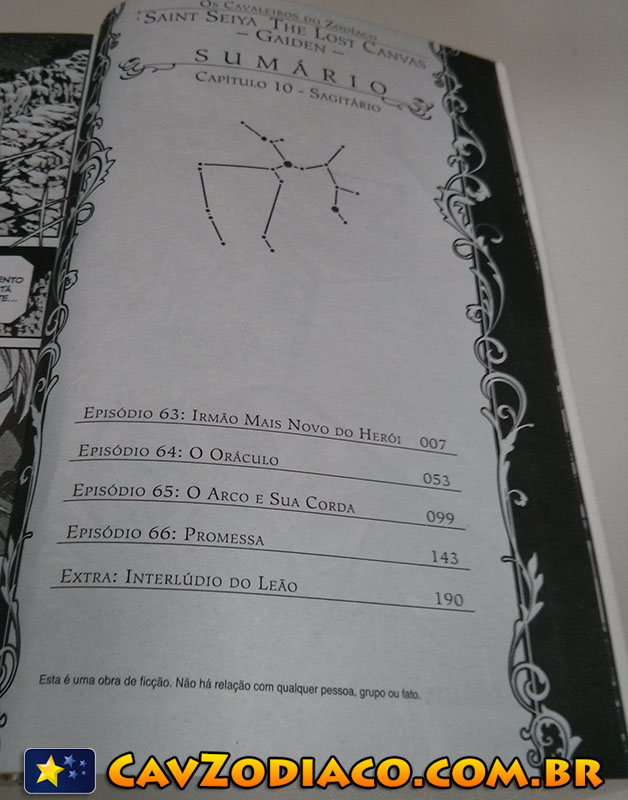 Os Cavaleiros do Zodíaco
Saint Seiya The Lost Canvas
– Gaiden –
SUMÁRIO
Capítulo 10 - Sagitário
Episódio 63: Irmão Mais Novo do Herói 007
Episódio 64: O Oráculo 053
Episódio 65: O Arco e Sua Corda 099
Episódio 66: Promessa 143
Extra: Interlúdio do Leão 190
Esta é uma obra de ficção. Não há relação com qualquer pessoa, grupo ou fato.
CavZodiaco.com.br